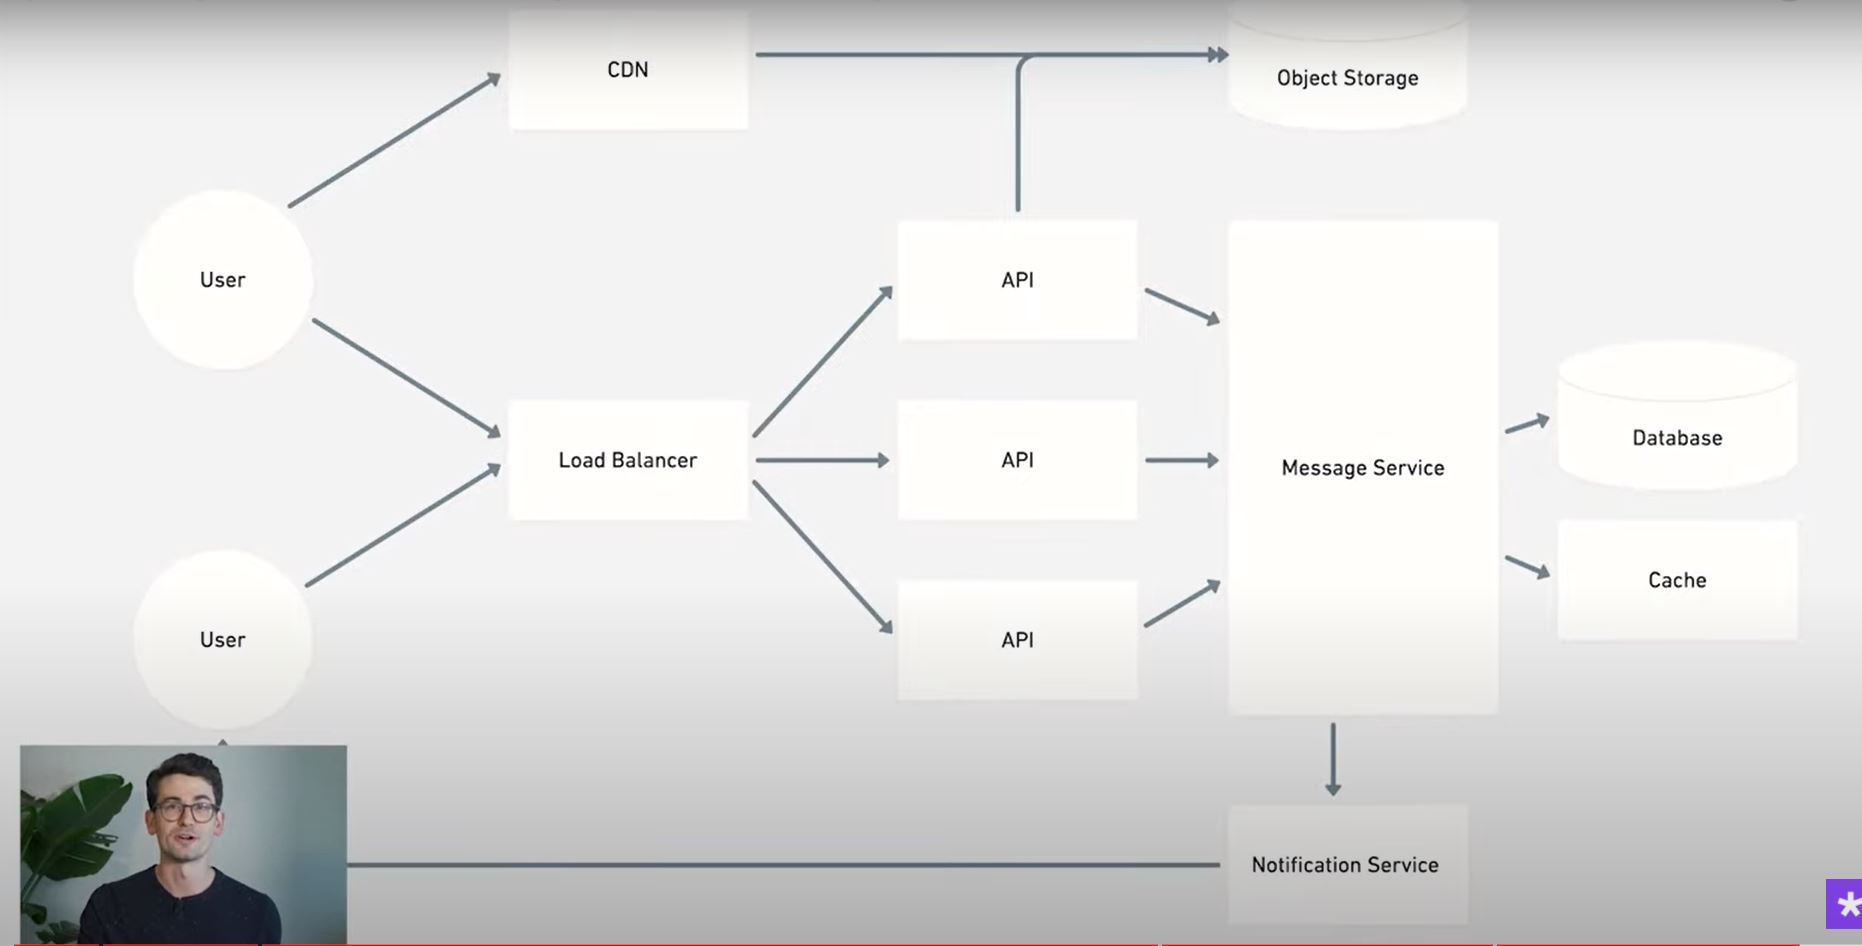 CDN
Object Storage
User
API
Load Balancer
API
Message Service
Database
User
API
Cache
Notification Service